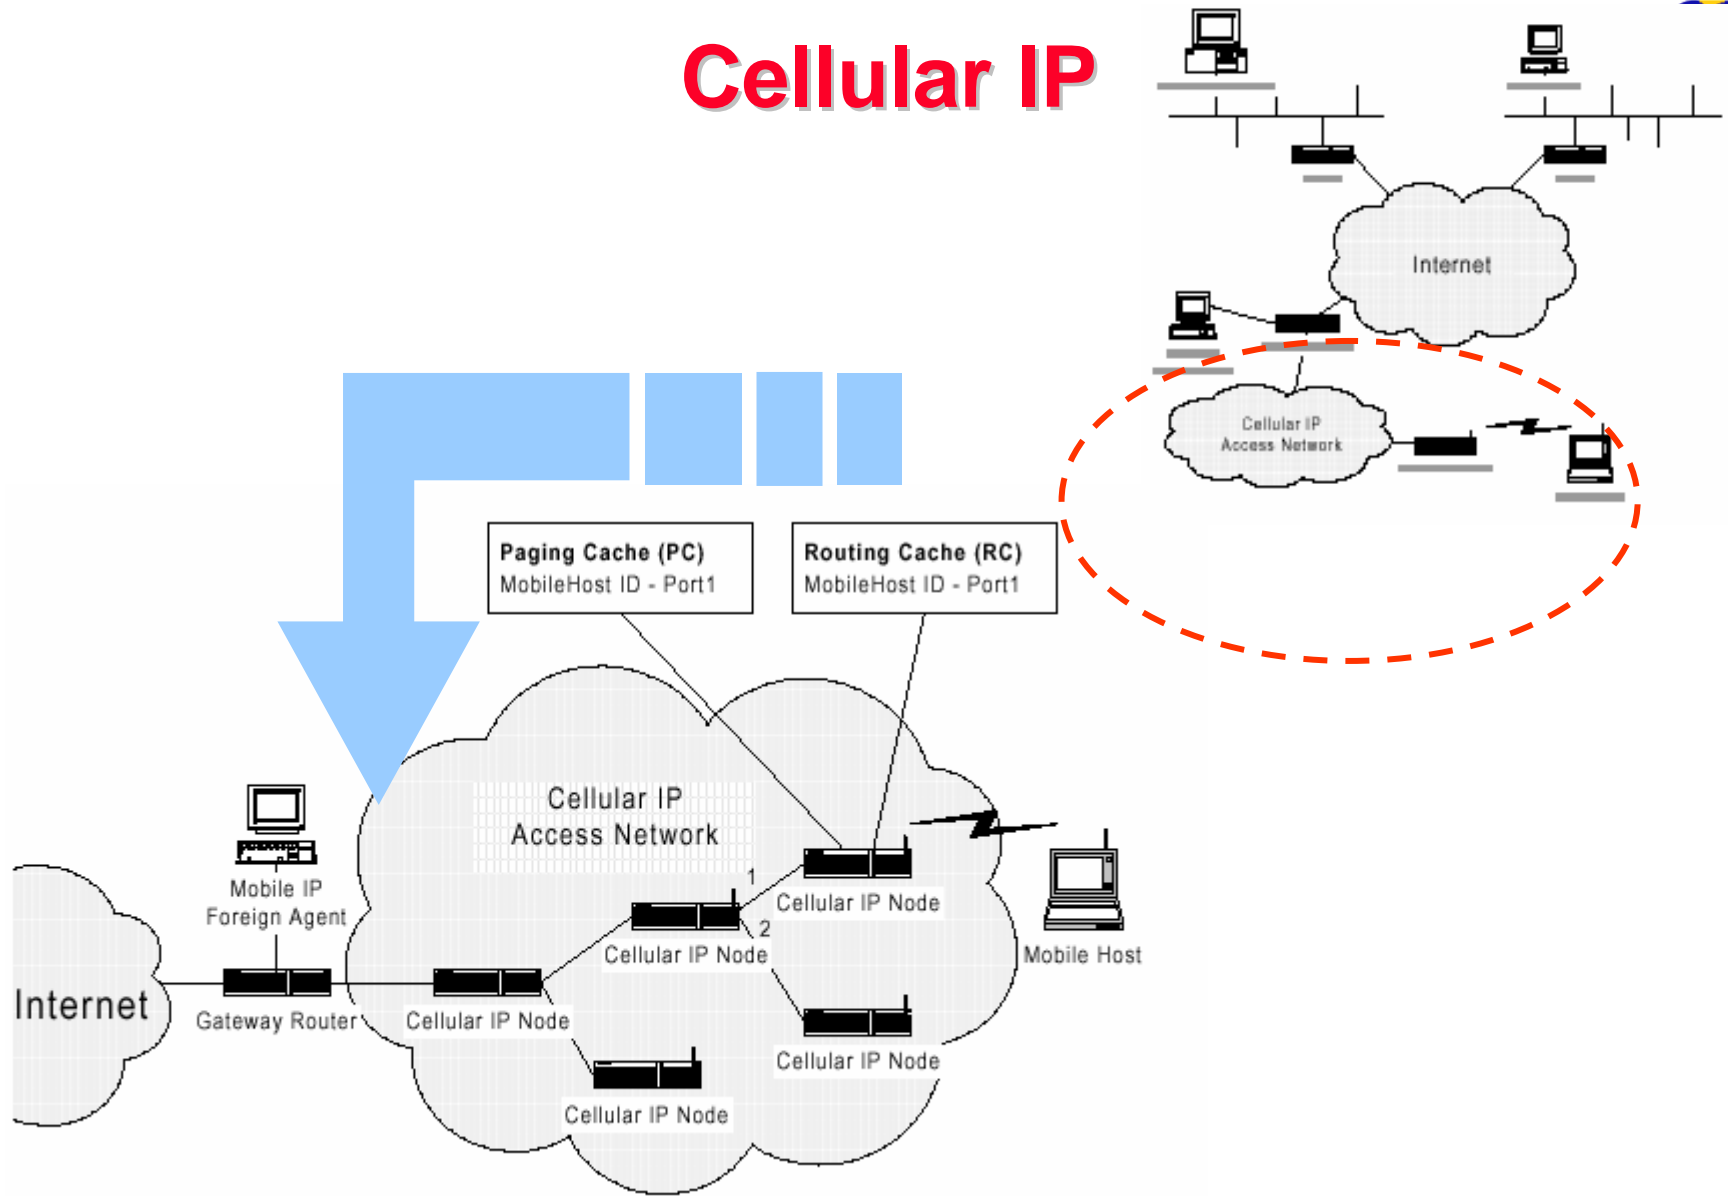 Cellular IP
Internet
Cellular IP
Access Network
Paging Cache (PC)
MobileHost ID - Port1
Routing Cache (RC)
MobileHost ID - Port1
Cellular IP
Access Network
Mobile IP
Foreign Agent
1
Cellular IP Node
2
Cellular IP Node
Mobile Host
Internet
Gateway Router
Cellular IP Node
Cellular IP Node
Cellular IP Node